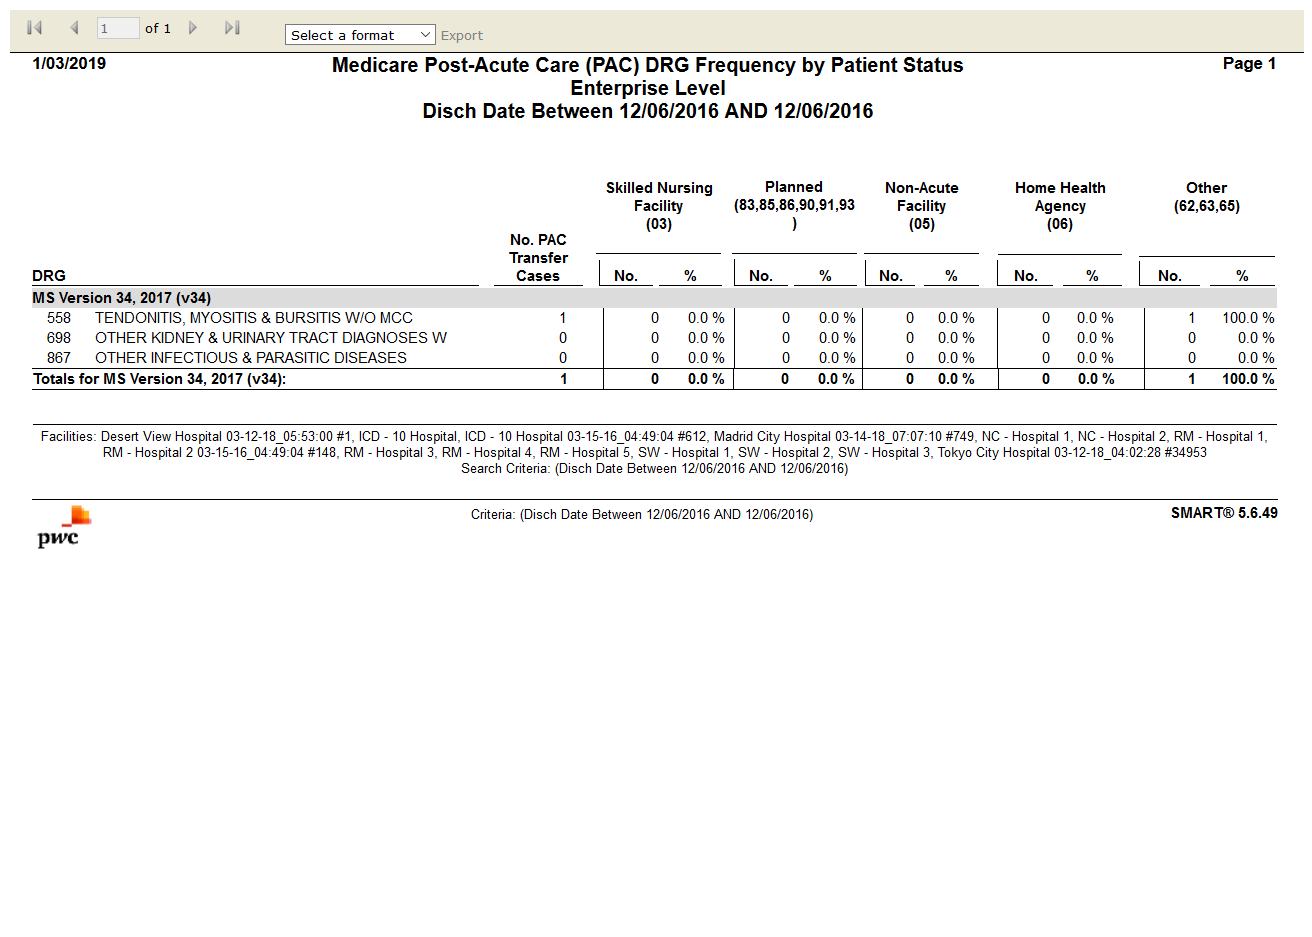 1 of 1 Select a format Export
1/03/2019 Medicare Post-Acute Care (PAC) DRG Frequency by Patient Status Page 1
Enterprise Level
Disch Date Between 12/06/2016 AND 12/06/2016
Skilled Nursing Planned Non-Acute Home Health Other
Facility (83,85,86,90,91,93 Facility Agency (62,63,65)
(03) ) (05) (06)
No. PAC
Transfer
DRG Cases No. % No. % No. % No. % No. %
MS Version 34, 2017 (v34)
558 TENDONITIS, MYOSITIS & BURSITIS W/O MCC 1 0 0.0 % 0 0.0 % 0 0.0 % 0 0.0 % 1 100.0 %
698 OTHER KIDNEY & URINARY TRACT DIAGNOSES W 0 0 0.0 % 0 0.0 % 0 0.0 % 0 0.0 % 0 0.0 %
867 OTHER INFECTIOUS & PARASITIC DISEASES 0 0 0.0 % 0 0.0 % 0 0.0 % 0 0.0 % 0 0.0 %
Totals for MS Version 34, 2017 (v34): 1 0 0.0 % 0 0.0 % 0 0.0 % 0 0.0 % 1 100.0 %
Facilities: Desert View Hospital 03-12-18_05:53:00 #1, ICD - 10 Hospital, ICD - 10 Hospital 03-15-16_04:49:04 #612, Madrid City Hospital 03-14-18_07:07:10 #749, NC - Hospital 1, NC - Hospital 2, RM - Hospital 1,
RM - Hospital 2 03-15-16_04:49:04 #148, RM - Hospital 3, RM - Hospital 4, RM - Hospital 5, SW - Hospital 1, SW - Hospital 2, SW - Hospital 3, Tokyo City Hospital 03-12-18_04:02:28 #34953
Search Criteria: (Disch Date Between 12/06/2016 AND 12/06/2016)
Criteria: (Disch Date Between 12/06/2016 AND 12/06/2016) SMART® 5.6.49
pwc